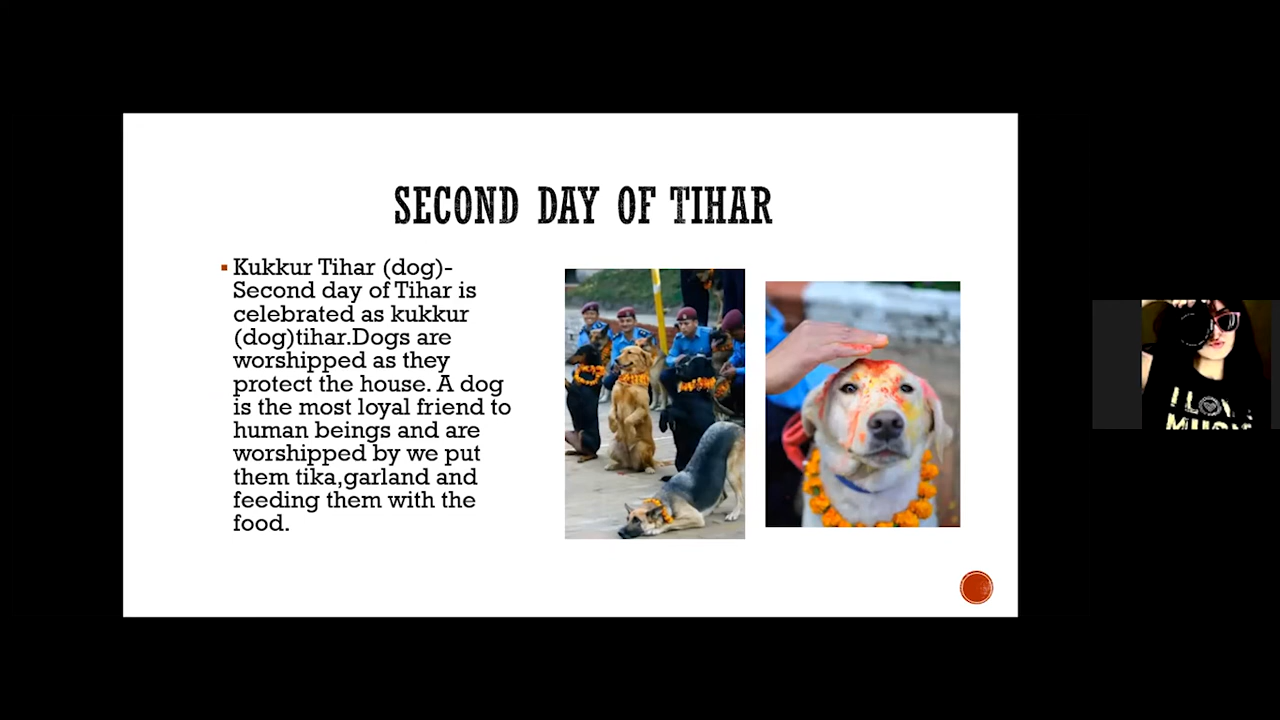 SECOND DAY OF TIHAR
Kukkur Tihar (dog)-
Second day of Tihar is
celebrated as kukkur
(dog)tihar.Dogs are
worshipped as they
protect the house. A dog
is the most loyal friend to
human beings and are
worshipped by we put
them tika,garland and
feeding them with the
food.
I LOV
MUSIC